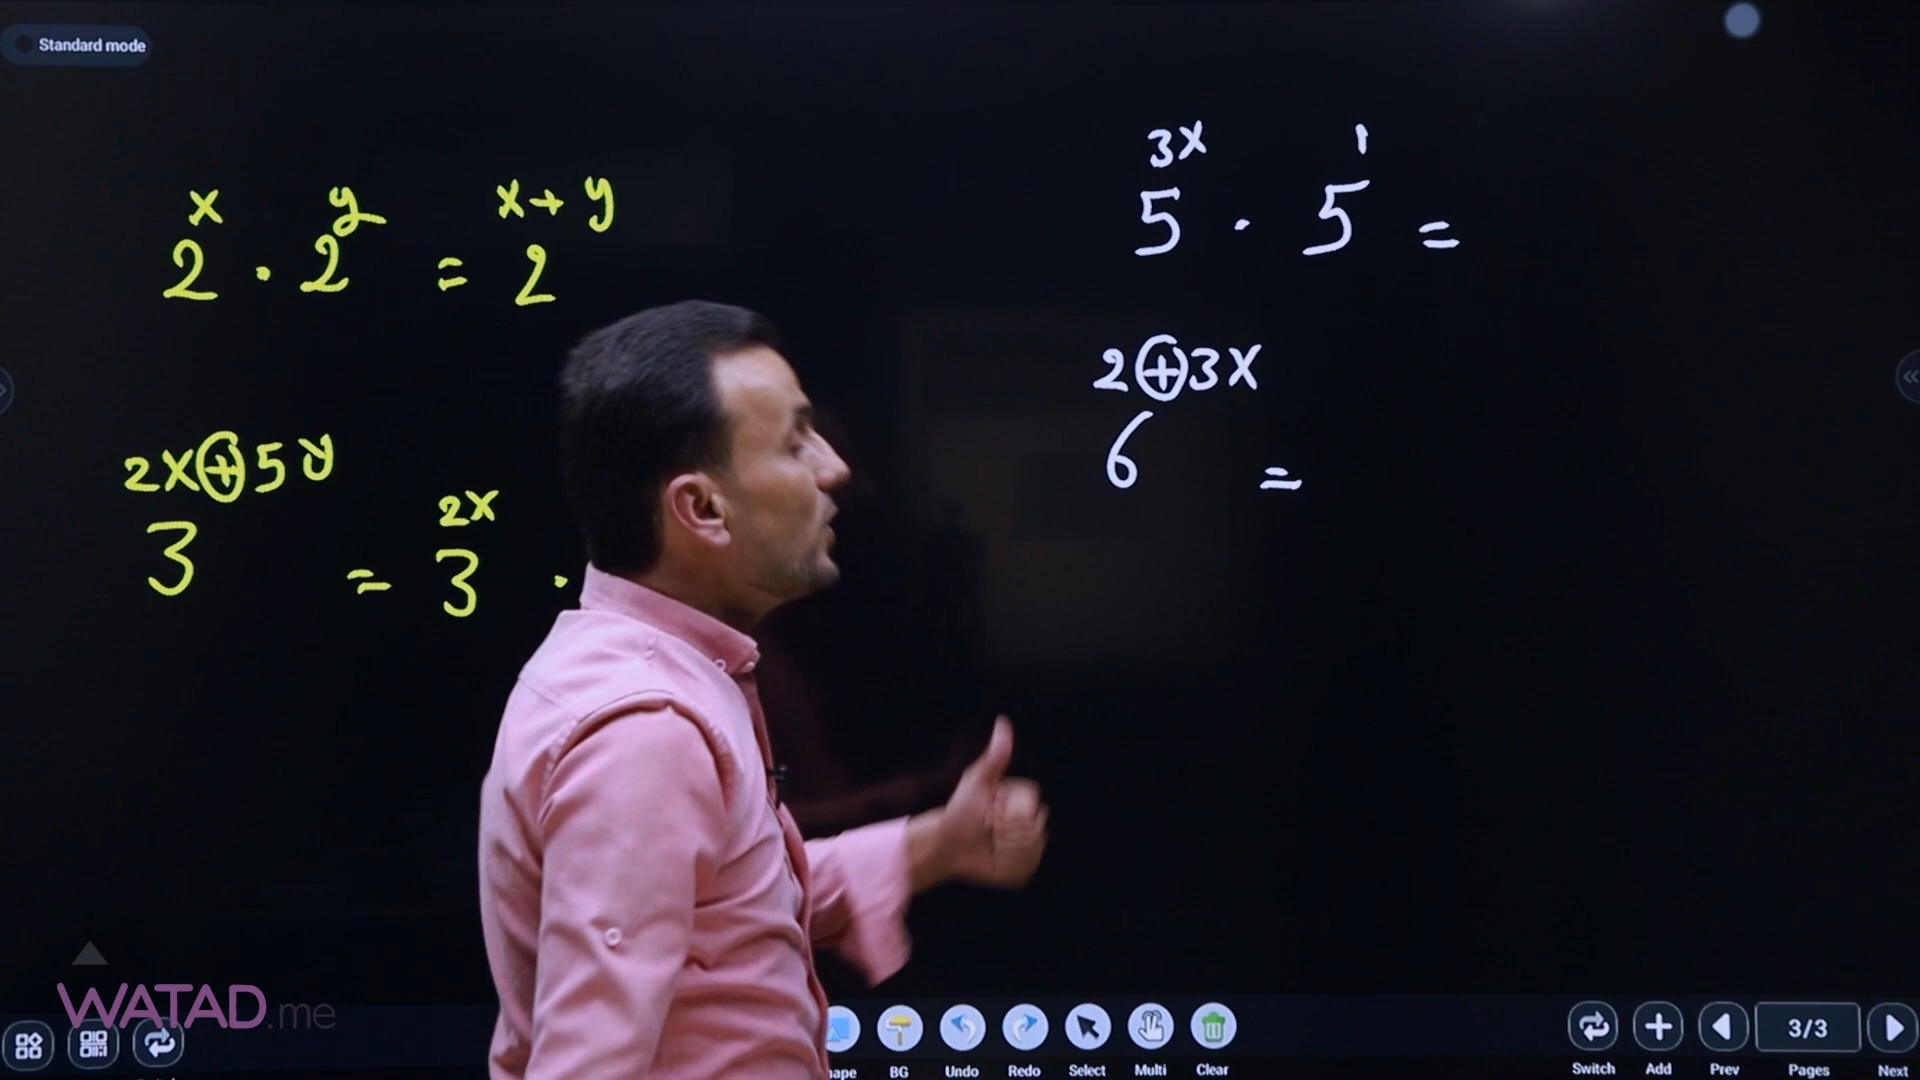 Standard mode
2^x · 2^y = 2^{x+y}
3^{2x⊕5y} = 3^{2x} ·
5^{3x} · 5^1 =
6^{2⊕3x} =
WATAD.me
BG Undo Redo Select Multi Clear
Switch Add Prev 3/3 Pages Next